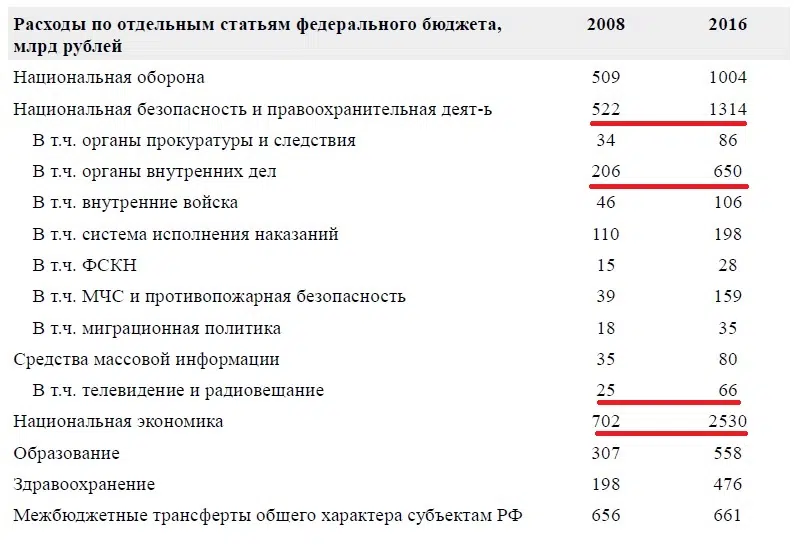 Расходы по отдельным статьям федерального бюджета, 2008 2016
млрд рублей
Национальная оборона 509 1004
Национальная безопасность и правоохранительная деят-ь 522 1314
В т.ч. органы прокуратуры и следствия 34 86
В т.ч. органы внутренних дел 206 650
В т.ч. внутренние войска 46 106
В т.ч. система исполнения наказаний 110 198
В т.ч. ФСКН 15 28
В т.ч. МЧС и противопожарная безопасность 39 159
В т.ч. миграционная политика 18 35
Средства массовой информации 35 80
В т.ч. телевидение и радиовещание 25 66
Национальная экономика 702 2530
Образование 307 558
Здравоохранение 198 476
Межбюджетные трансферты общего характера субъектам РФ 656 661